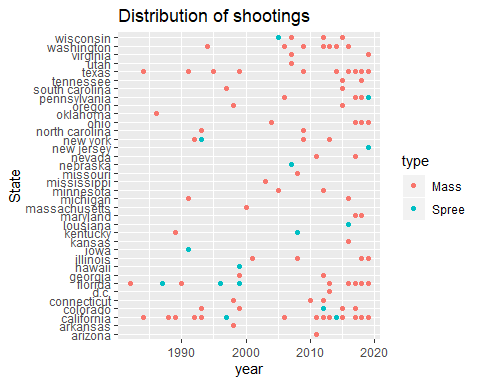 Distribution of shootings
wisconsin
washington
virginia
utah
texas
tennessee
south carolina
pennsylvania
oregon
oklahoma
ohio
north carolina
new york
new jersey
nevada
nebraska
missouri
mississippi
minnesota
michigan
massachusetts
maryland
lousiana
kentucky
kansas
iowa
illinois
hawaii
georgia
florida
d.c.
connecticut
colorado
california
arkansas
arizona
State
1990
2000
2010
2020
year
type
Mass
Spree